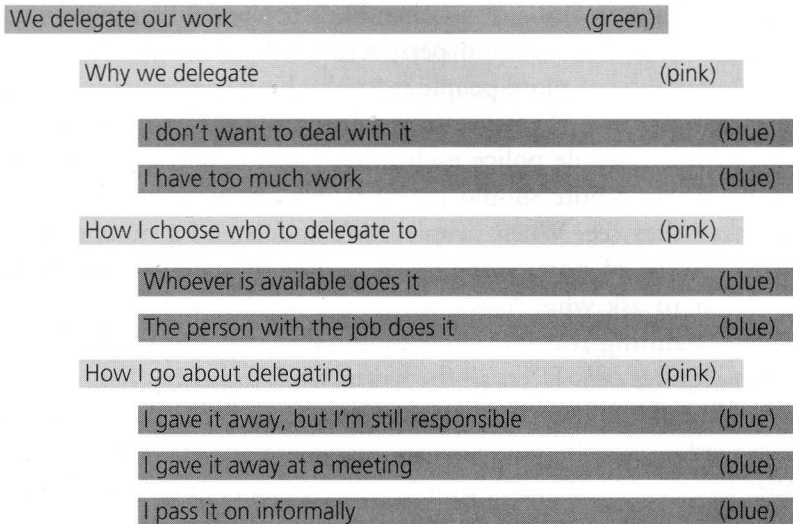 We delegate our work (green)
Why we delegate (pink)
I don't want to deal with it (blue)
I have too much work (blue)
How I choose who to delegate to (pink)
Whoever is available does it (blue)
The person with the job does it (blue)
How I go about delegating (pink)
I gave it away, but I'm still responsible (blue)
I gave it away at a meeting (blue)
I pass it on informally (blue)